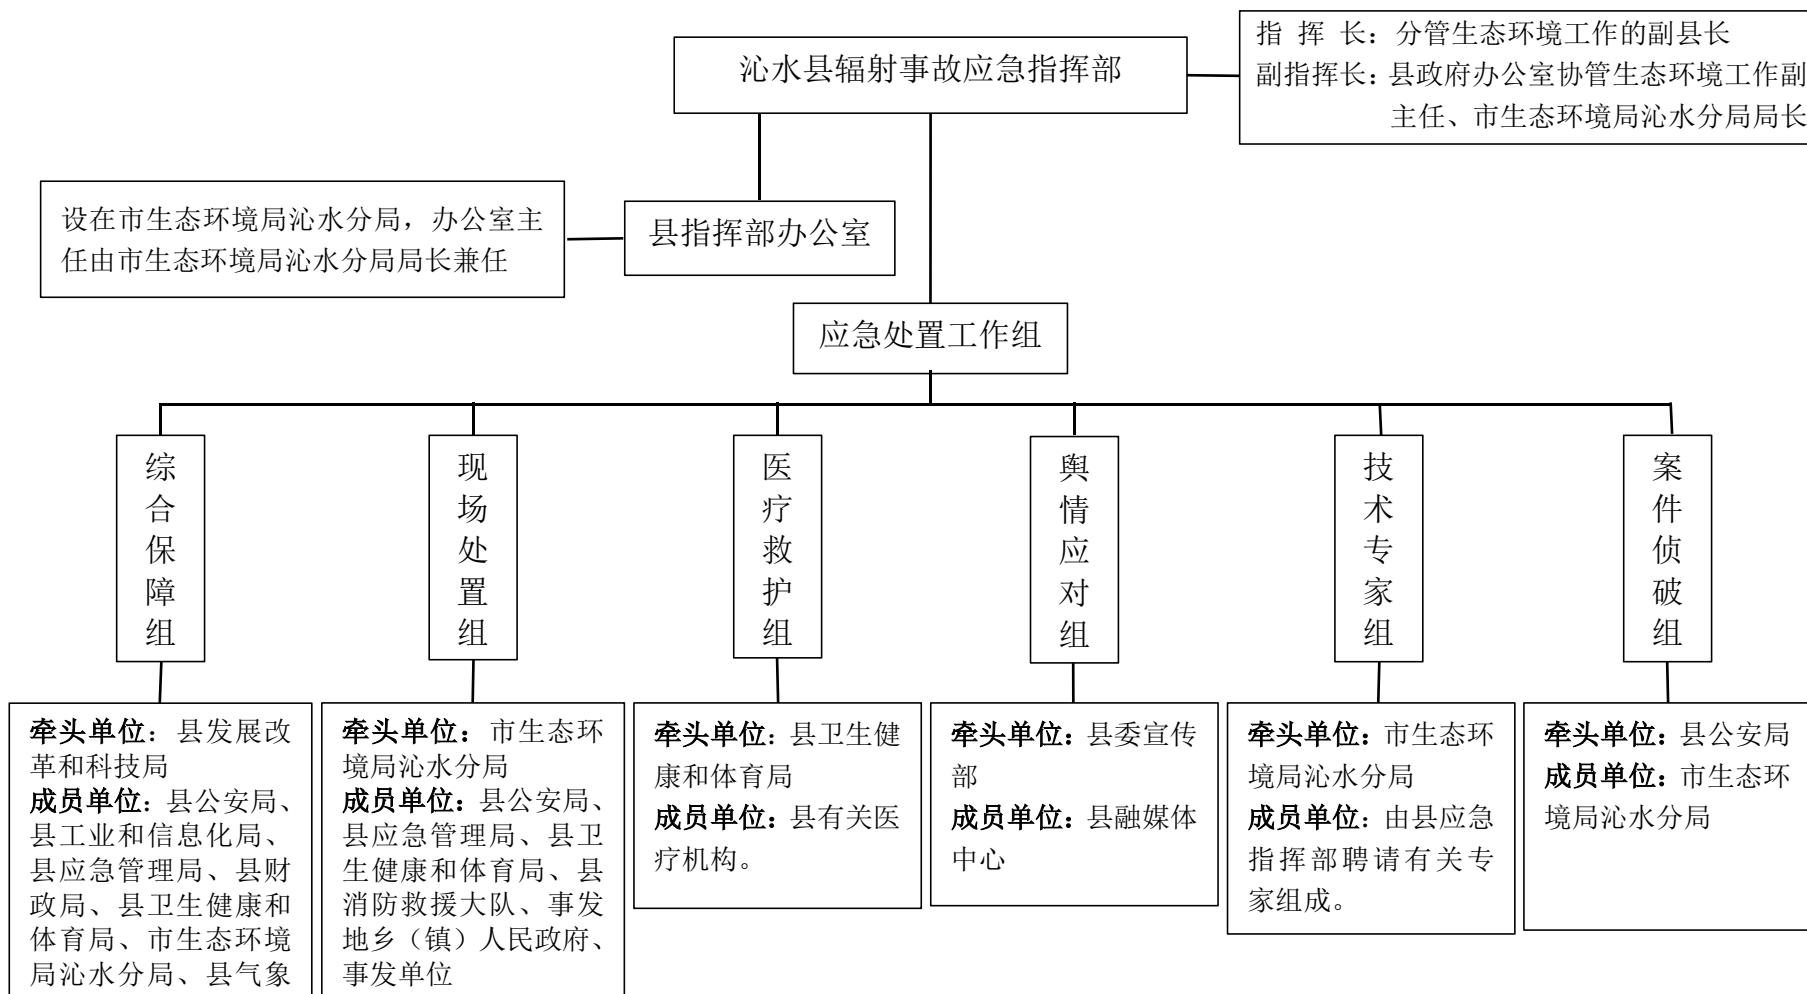 沁水县辐射事故应急指挥部
指 挥 长：分管生态环境工作的副县长
副指挥长：县政府办公室协管生态环境工作副
主任、市生态环境局沁水分局局长
设在市生态环境局沁水分局，办公室主
任由市生态环境局沁水分局局长兼任
县指挥部办公室
应急处置工作组
综合保障组
现场处置组
医疗救护组
舆情应对组
技术专家组
案件侦破组
牵头单位：县发展改
革和科技局
成员单位：县公安局、
县工业和信息化局、
县应急管理局、县财
政局、县卫生健康和
体育局、市生态环境
局沁水分局、县气象
牵头单位：市生态环
境局沁水分局
成员单位：县公安局、
县应急管理局、县卫
生健康和体育局、县
消防救援大队、事发
地乡（镇）人民政府、
事发单位
牵头单位：县卫生健
康和体育局
成员单位：县有关医
疗机构。
牵头单位：县委宣传
部
成员单位：县融媒体
中心
牵头单位：市生态环
境局沁水分局
成员单位：由县应急
指挥部聘请有关专
家组成。
牵头单位：县公安局
成员单位：市生态环
境局沁水分局